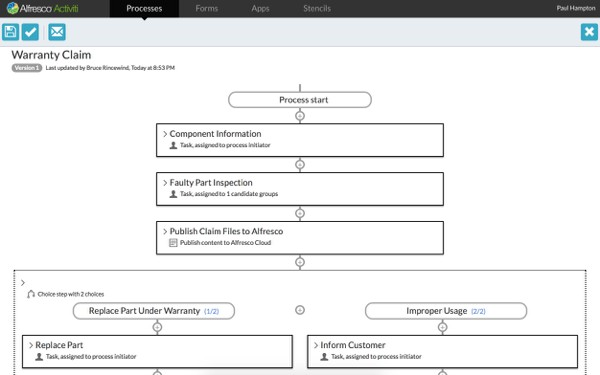 Alfresco Activiti Processes Forms Apps Stencils Paul Hampton
Warranty Claim
Version 1 Last updated by Bruce Rincewind, Today at 8:53 PM
Process start
Component Information
Task, assigned to process initiator
Faulty Part Inspection
Task, assigned to 1 candidate groups
Publish Claim Files to Alfresco
Publish content to Alfresco Cloud
Choice step with 2 choices
Replace Part Under Warranty (1/2) Improper Usage (2/2)
Replace Part Inform Customer
Task, assigned to process initiator Task, assigned to process initiator